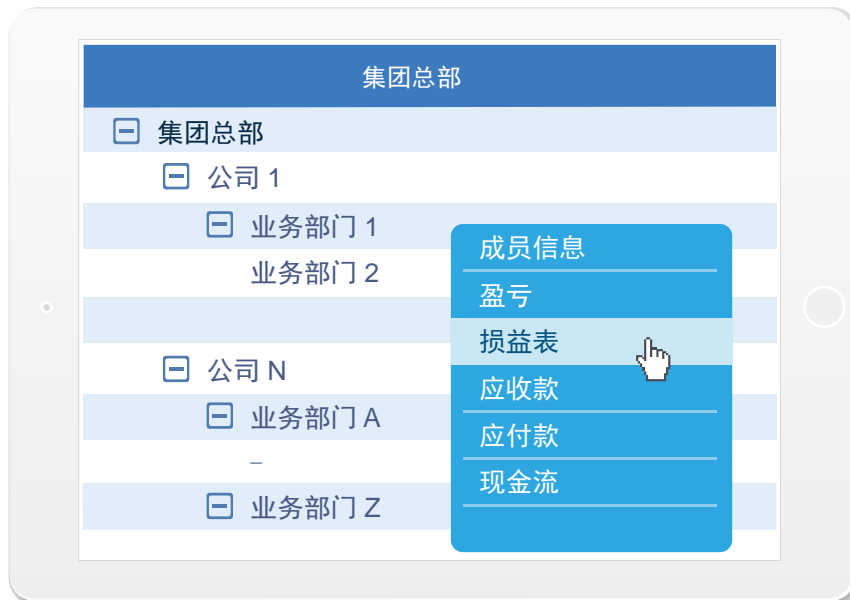 集团总部
集团总部
公司 1
业务部门 1
业务部门 2
公司 N
业务部门 A
–
业务部门 Z
成员信息
盈亏
损益表
应收款
应付款
现金流